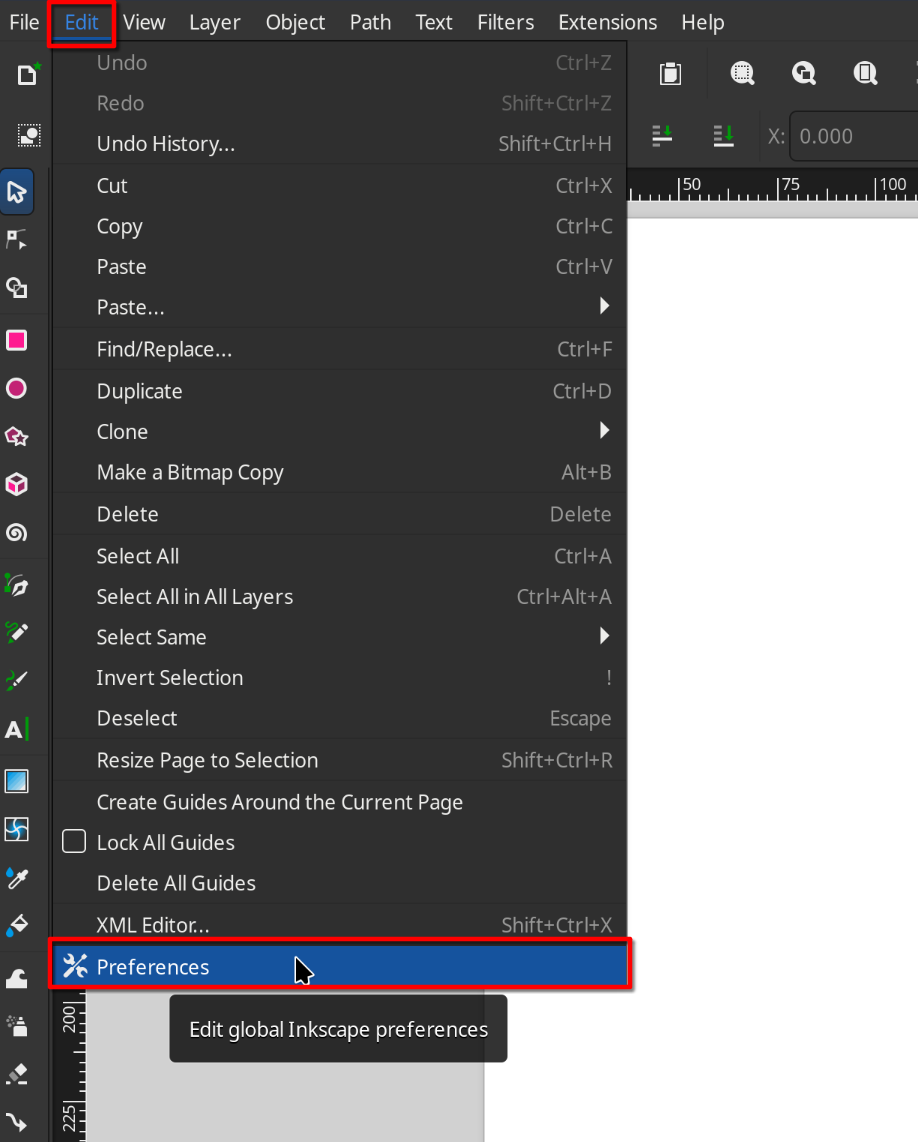 File Edit View Layer Object Path Text Filters Extensions Help
Undo Ctrl+Z
Redo Shift+Ctrl+Z
Undo History... Shift+Ctrl+H
X: 0.000
Cut Ctrl+X
50 75 100
Copy Ctrl+C
Paste Ctrl+V
Paste...
Find/Replace... Ctrl+F
Duplicate Ctrl+D
Clone
Make a Bitmap Copy Alt+B
Delete Delete
Select All Ctrl+A
Select All in All Layers Ctrl+Alt+A
Select Same
Invert Selection !
Deselect Escape
Resize Page to Selection Shift+Ctrl+R
Create Guides Around the Current Page
Lock All Guides
Delete All Guides
XML Editor... Shift+Ctrl+X
Preferences
Edit global Inkscape preferences
200
225